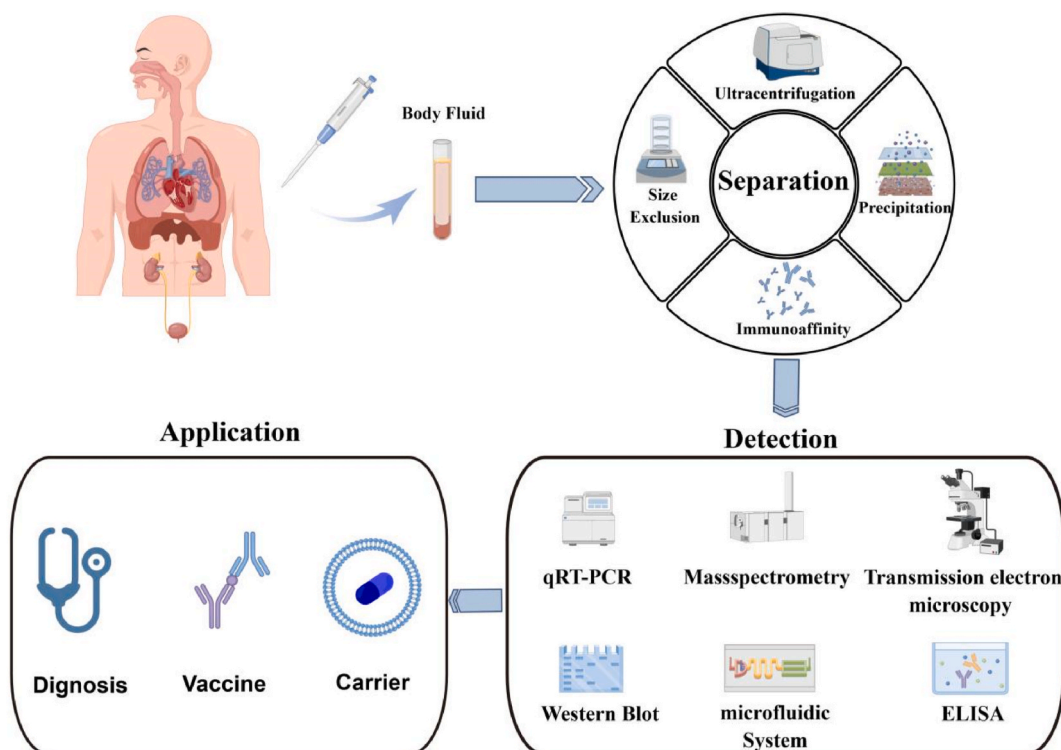 Body Fluid
Ultracentrifugation
Size
Exclusion
Separation
Precipitation
Immunoaffinity
Application
Detection
Dignosis
Vaccine
Carrier
qRT-PCR
Massspectrometry
Transmission electron
microscopy
Western Blot
microfluidic
System
ELISA